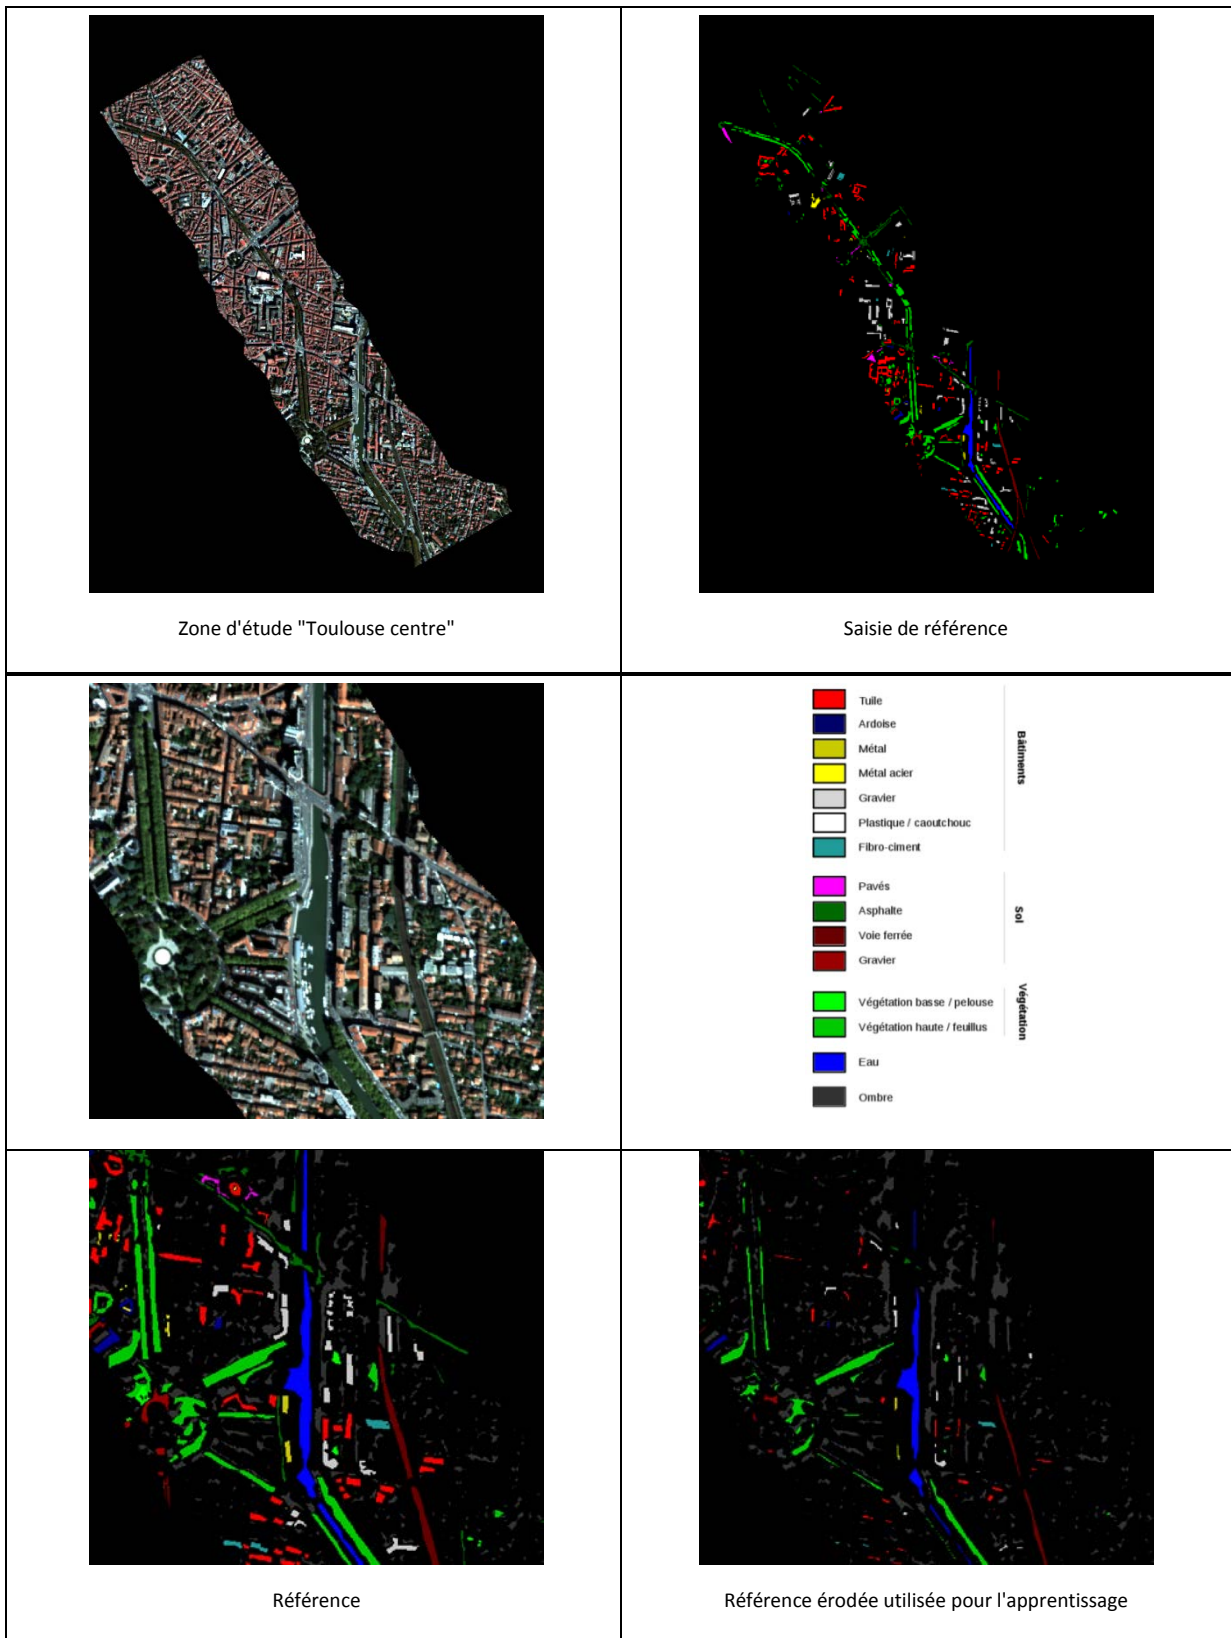 Zone d'étude "Toulouse centre"
Saisie de référence
Tuile
Ardoise
Métal
Métal acier
Gravier
Plastique / caoutchouc
Fibro-ciment
Bâtiments
Pavés
Asphalte
Voie ferrée
Gravier
Sol
Végétation basse / pelouse
Végétation haute / feuillus
Végétation
Eau
Ombre
Référence
Référence érodée utilisée pour l'apprentissage